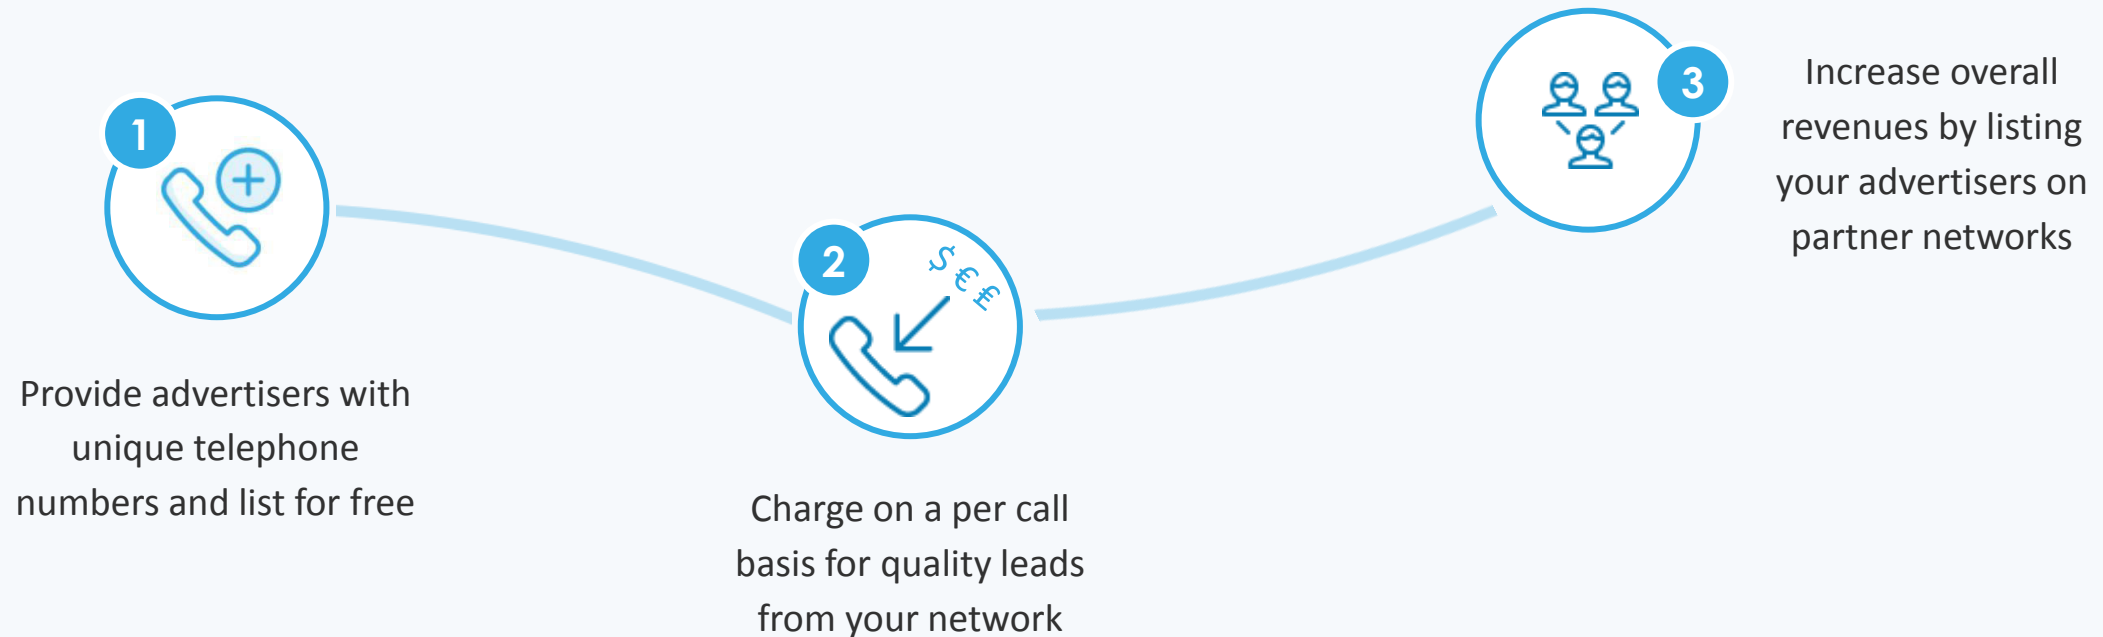 1
Provide advertisers with
unique telephone
numbers and list for free
2
$ € £
Charge on a per call
basis for quality leads
from your network
3
Increase overall
revenues by listing
your advertisers on
partner networks